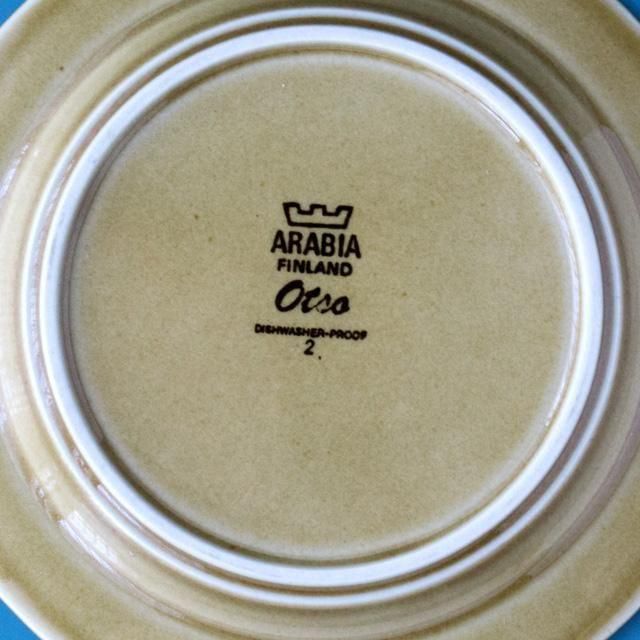 ARABIA
FINLAND
Otso
DISHWASHER-PROOF
2.